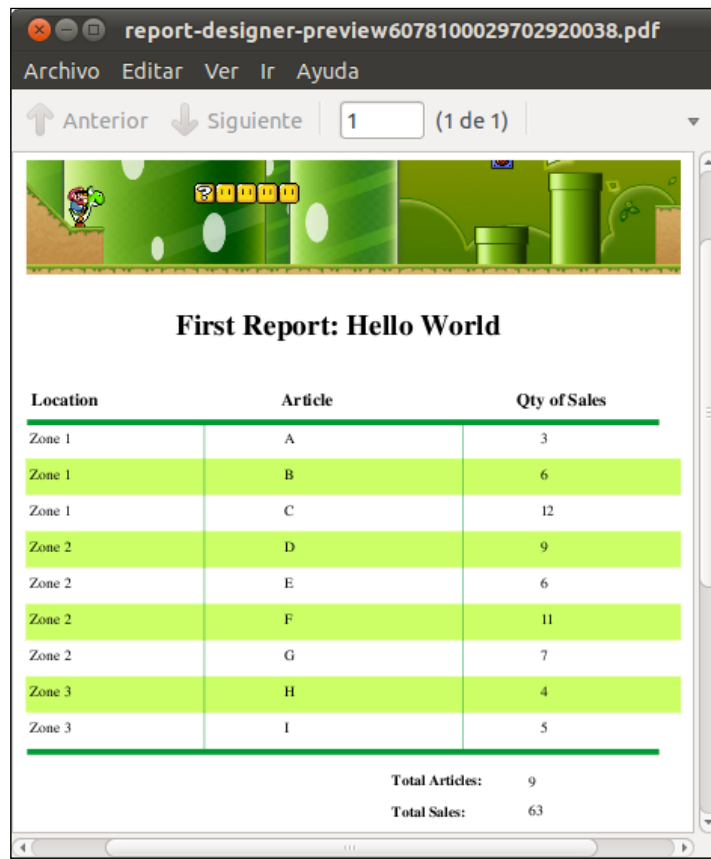 report-designer-preview6078100029702920038.pdf
Archivo Editar Ver Ir Ayuda
Anterior Siguiente 1 (1 de 1)
?
First Report: Hello World
Location Article Qty of Sales
Zone 1 A 3
Zone 1 B 6
Zone 1 C 12
Zone 2 D 9
Zone 2 E 6
Zone 2 F 11
Zone 2 G 7
Zone 3 H 4
Zone 3 I 5
Total Articles: 9
Total Sales: 63